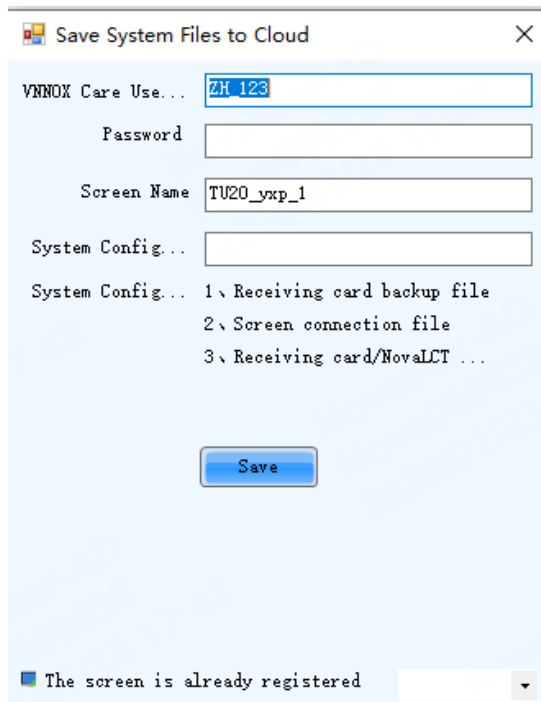 Save System Files to Cloud
VNNOX Care Use... ZH_123
Password
Screen Name TU20_yxp_1
System Config...
System Config... 1、Receiving card backup file
2、Screen connection file
3、Receiving card/NovaLCT ...
Save
The screen is already registered